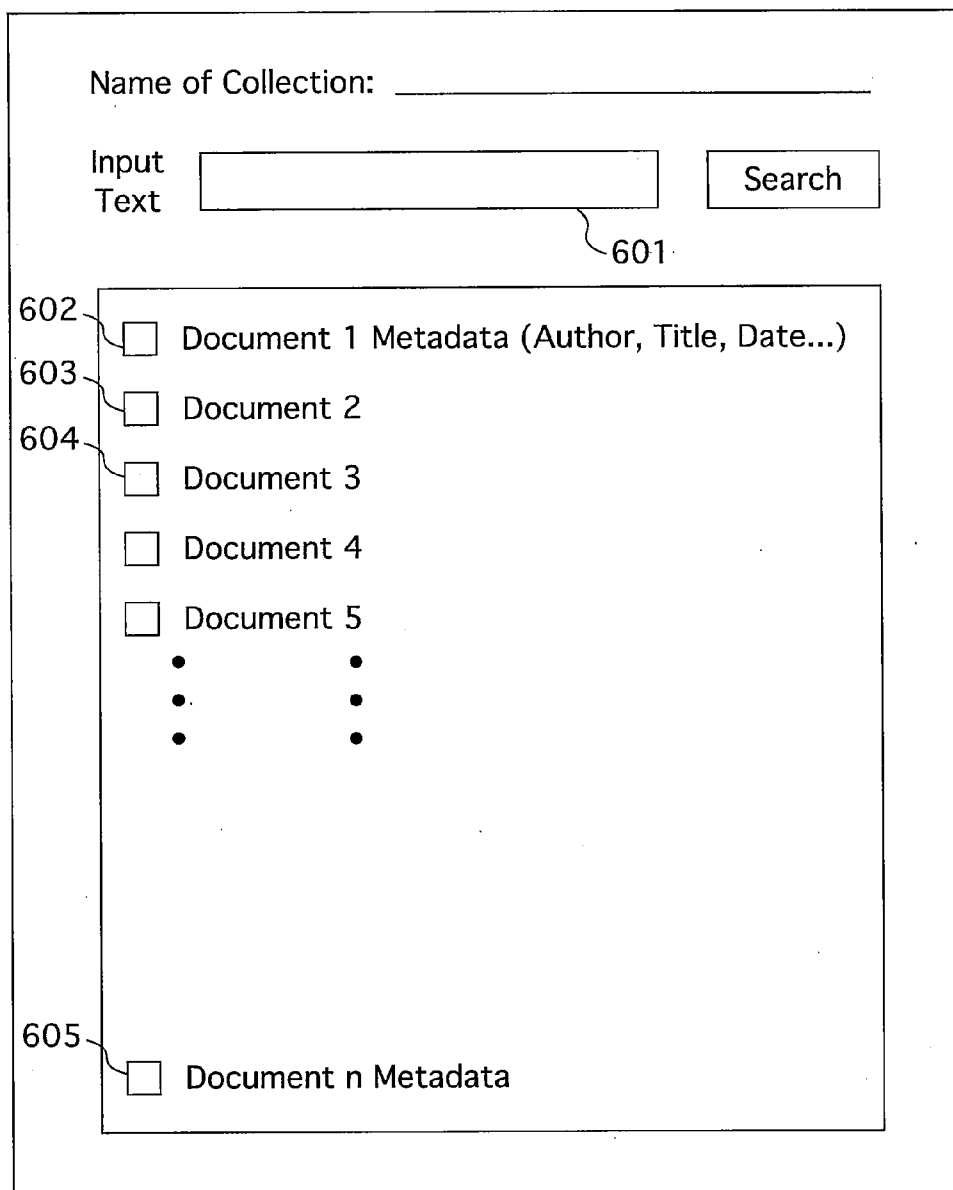 Name of Collection:
Input
Text
Search
601
602
Document 1 Metadata (Author, Title, Date...)
603
Document 2
604
Document 3
Document 4
Document 5
605
Document n Metadata